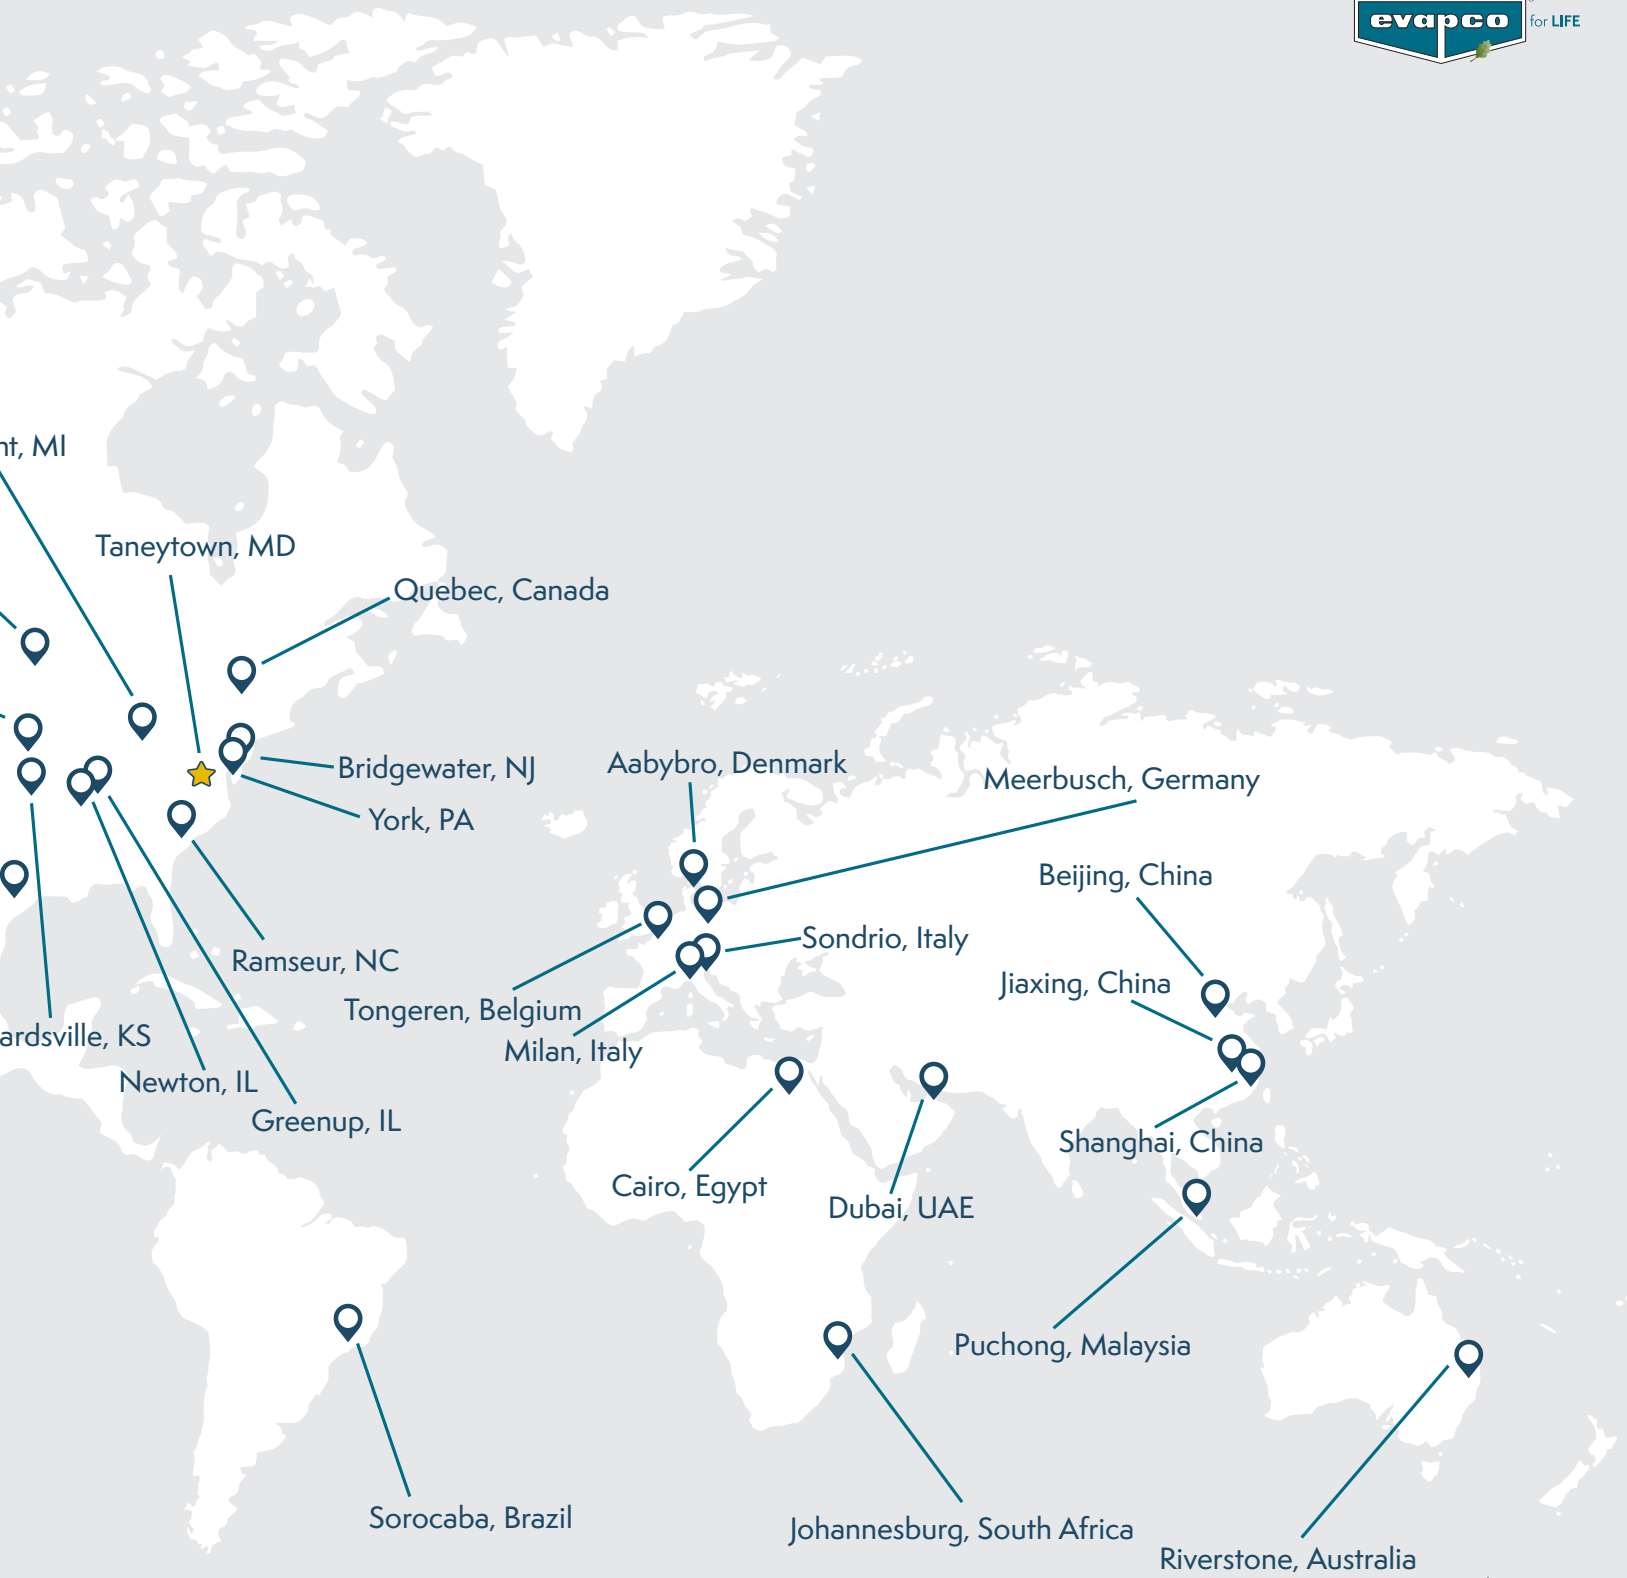 evapco
for LIFE
MI
Taneytown, MD
Quebec, Canada
Bridgewater, NJ
York, PA
Aabybro, Denmark
Meerbusch, Germany
Beijing, China
Sondrio, Italy
Ramseur, NC
Jiaxing, China
Tongeren, Belgium
KS
Milan, Italy
Newton, IL
Greenup, IL
Shanghai, China
Cairo, Egypt
Dubai, UAE
Puchong, Malaysia
Sorocaba, Brazil
Johannesburg, South Africa
Riverstone, Australia